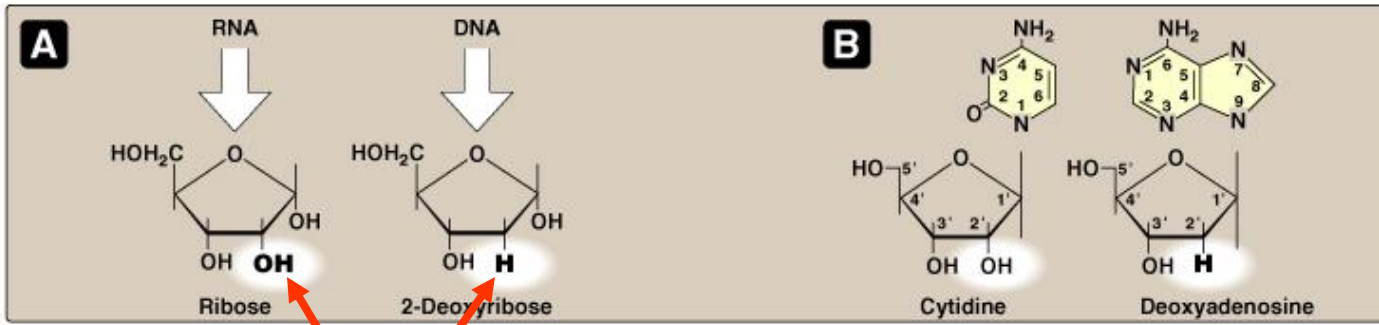 A
RNA
DNA
HOH₂C
O
OH
OH
OH
Ribose
HOH₂C
O
OH
OH
H
2-Deoxyribose
B
NH₂
N
3
4
5
2
1
6
O
N
HO
5'
O
4'
1'
3'
2'
OH
OH
Cytidine
NH₂
N
1
6
5
N
7
8
2
3
4
9
N
N
HO
5'
O
4'
1'
3'
2'
OH
H
Deoxyadenosine